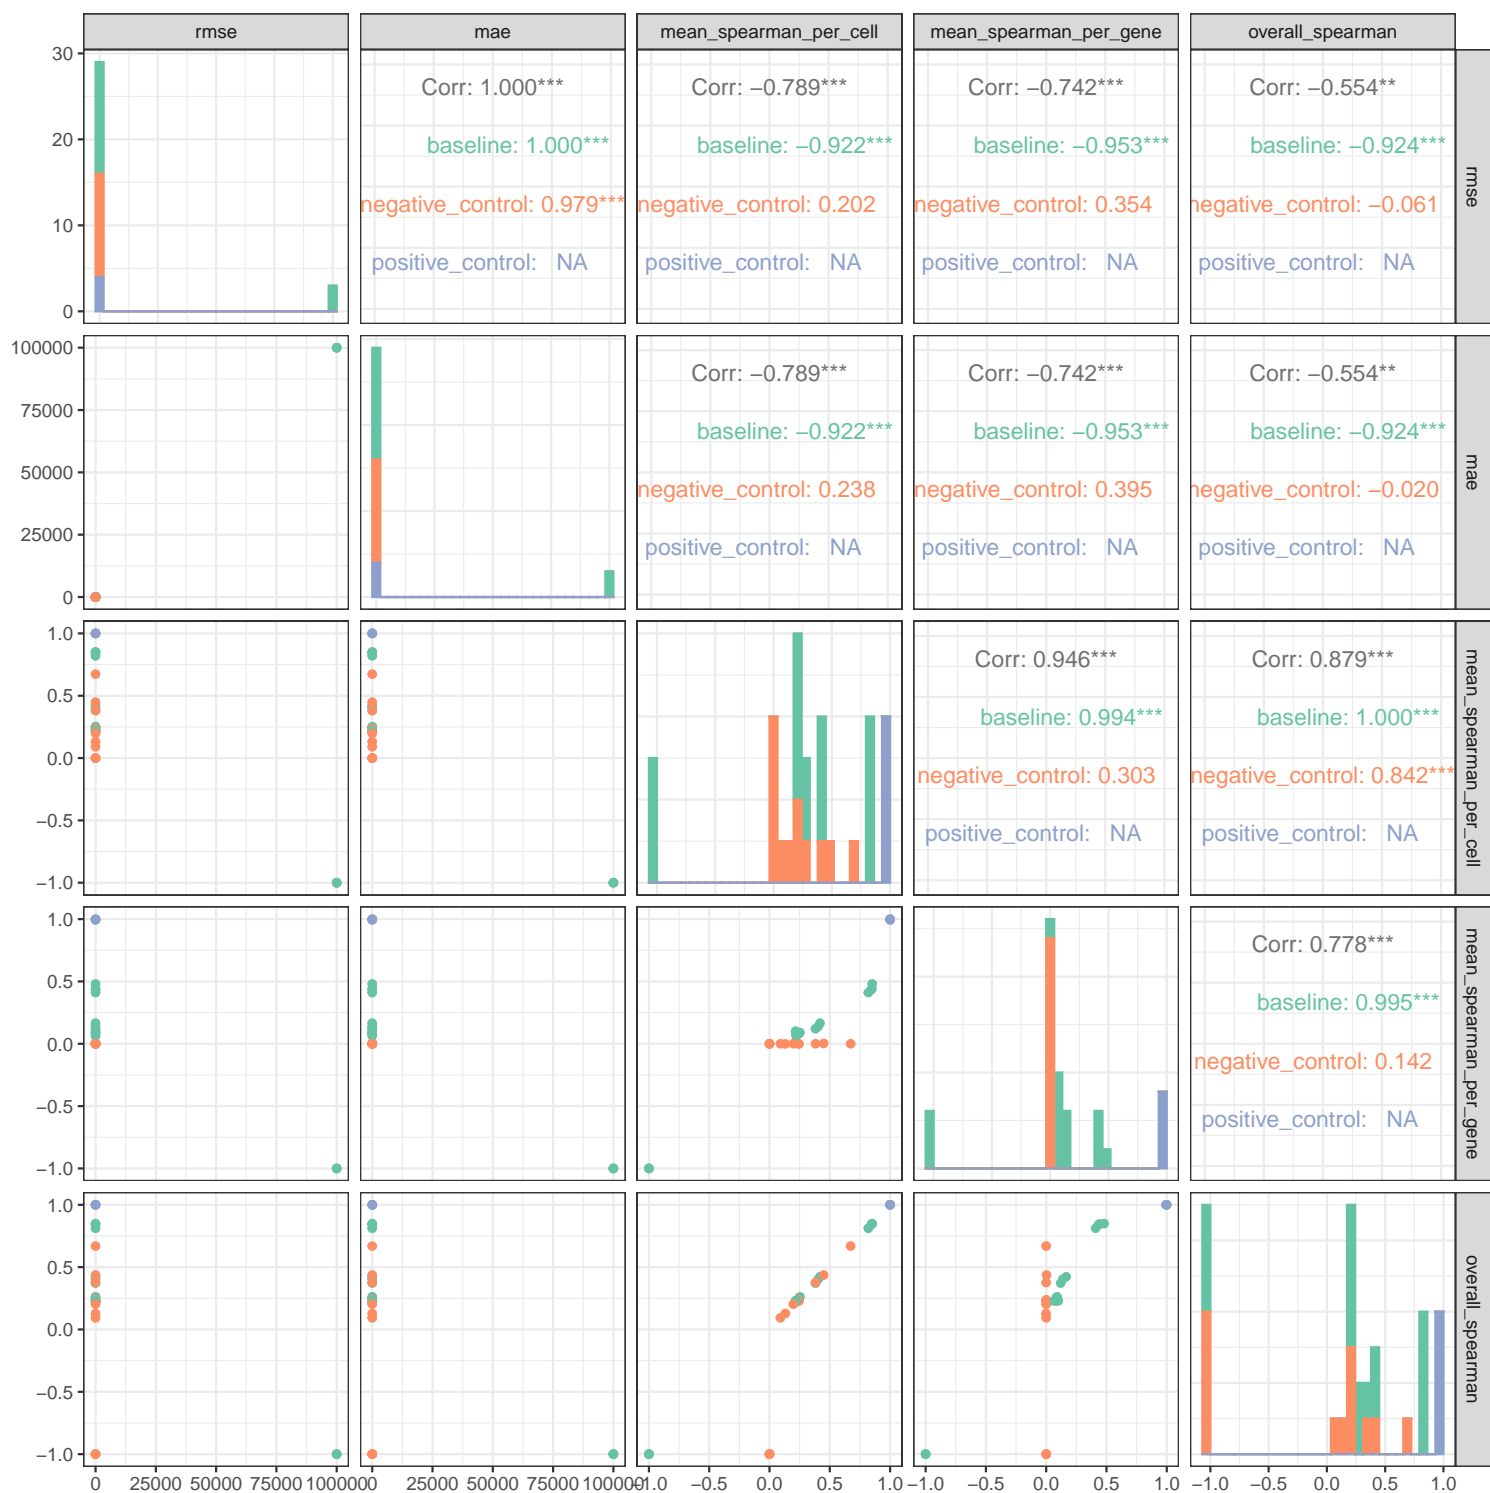 rmse
mae
mean_spearman_per_cell
mean_spearman_per_gene
overall_spearman
30
20
10
0
Corr: 1.000***
baseline: 1.000***
negative_control: 0.979***
positive_control: NA
Corr: −0.789***
baseline: −0.922***
negative_control: 0.202
positive_control: NA
Corr: −0.742***
baseline: −0.953***
negative_control: 0.354
positive_control: NA
Corr: −0.554**
baseline: −0.924***
negative_control: −0.061
positive_control: NA
rmse
100000
75000
50000
25000
0
Corr: −0.789***
baseline: −0.922***
negative_control: 0.238
positive_control: NA
Corr: −0.742***
baseline: −0.953***
negative_control: 0.395
positive_control: NA
Corr: −0.554**
baseline: −0.924***
negative_control: −0.020
positive_control: NA
mae
1.0
0.5
0.0
−0.5
−1.0
Corr: 0.946***
baseline: 0.994***
negative_control: 0.303
positive_control: NA
Corr: 0.879***
baseline: 1.000***
negative_control: 0.842***
positive_control: NA
mean_spearman_per_cell
1.0
0.5
0.0
−0.5
−1.0
Corr: 0.778***
baseline: 0.995***
negative_control: 0.142
positive_control: NA
mean_spearman_per_gene
1.0
0.5
0.0
−0.5
−1.0
overall_spearman
0 25000 50000 75000 100000
0 25000 50000 75000 100000
−1.0 −0.5 0.0 0.5 1.0
−1.0 −0.5 0.0 0.5 1.0
−1.0 −0.5 0.0 0.5 1.0